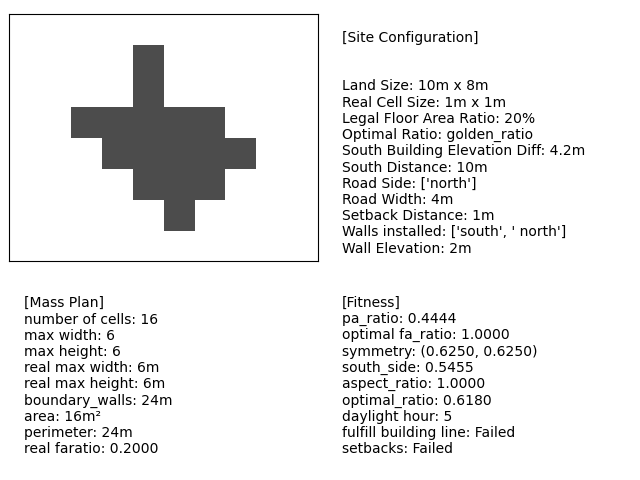 [Site Configuration]
Land Size: 10m x 8m
Real Cell Size: 1m x 1m
Legal Floor Area Ratio: 20%
Optimal Ratio: golden_ratio
South Building Elevation Diff: 4.2m
South Distance: 10m
Road Side: ['north']
Road Width: 4m
Setback Distance: 1m
Walls installed: ['south', ' north']
Wall Elevation: 2m
[Mass Plan]
number of cells: 16
max width: 6
max height: 6
real max width: 6m
real max height: 6m
boundary_walls: 24m
area: 16m²
perimeter: 24m
real faratio: 0.2000
[Fitness]
pa_ratio: 0.4444
optimal fa_ratio: 1.0000
symmetry: (0.6250, 0.6250)
south_side: 0.5455
aspect_ratio: 1.0000
optimal_ratio: 0.6180
daylight hour: 5
fulfill building line: Failed
setbacks: Failed